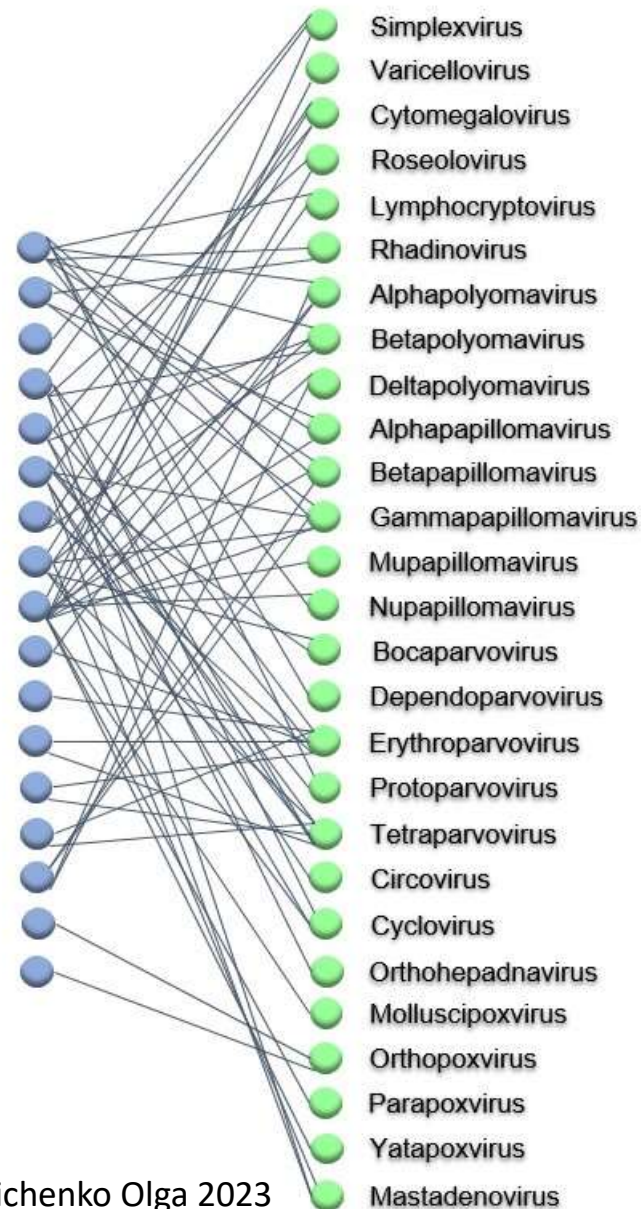 Simplexvirus
Varicellovirus
Cytomegalovirus
Roseolovirus
Lymphocryptovirus
Rhadinovirus
Alphapolyomavirus
Betapolyomavirus
Deltapolyomavirus
Alphapapillomavirus
Betapapillomavirus
Gammapapillomavirus
Mupapillomavirus
Nupapillomavirus
Bocaparvovirus
Dependoparvovirus
Erythroparvovirus
Protoparvovirus
Tetraparvovirus
Circovirus
Cyclovirus
Orthohepadnavirus
Molluscipoxvirus
Orthopoxvirus
Parapoxvirus
Yatapoxvirus
Mastadenovirus
ichenko Olga 2023